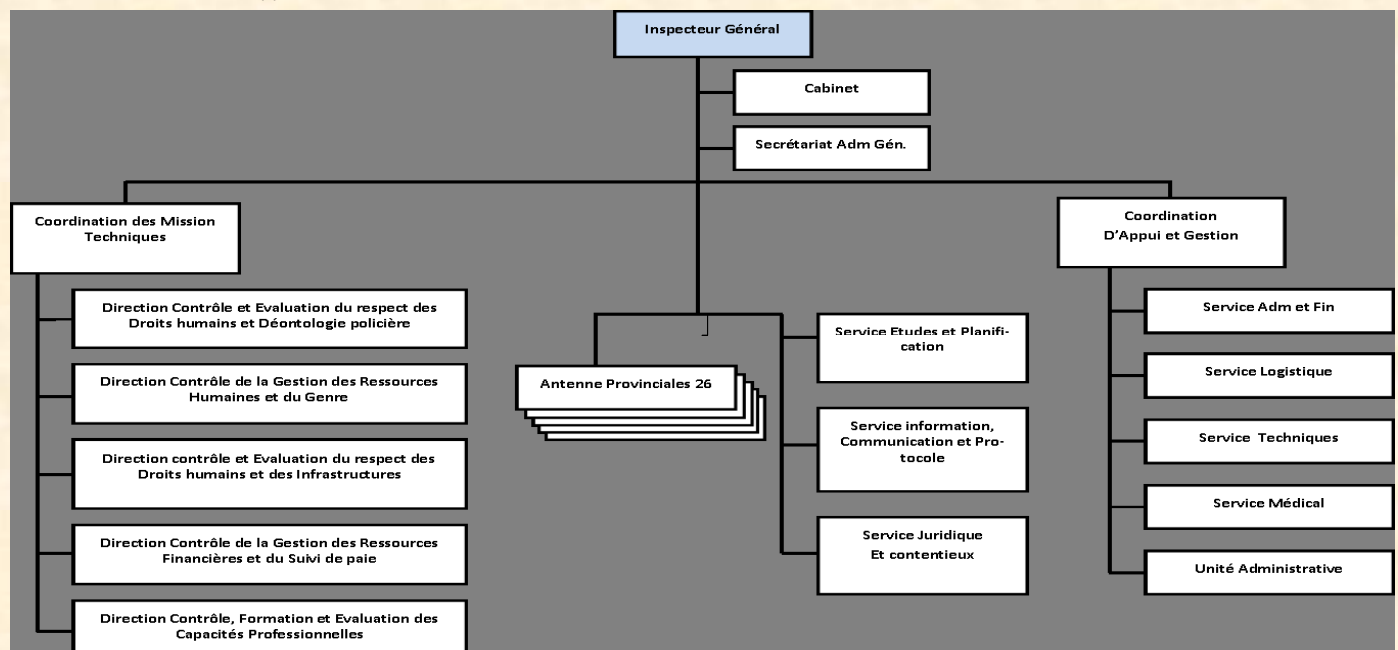 Inspecteur Général
Cabinet
Secrétariat Adm Gén.
Coordination des Mission
Techniques
Direction Contrôle et Evaluation du respect des
Droits humains et Déontologie policière
Direction Contrôle de la Gestion des Ressources
Humaines et du Genre
Direction contrôle et Evaluation du respect des
Droits humains et des Infrastructures
Direction Contrôle de la Gestion des Ressources
Financières et du Suivi de paie
Direction Contrôle, Formation et Evaluation des
Capacités Professionnelles
Antenne Provinciales 26
Service Etudes et Planifi-
cation
Service information,
Communication et Pro-
tocole
Service Juridique
Et contentieux
Coordination
D'Appui et Gestion
Service Adm et Fin
Service Logistique
Service Techniques
Service Médical
Unité Administrative